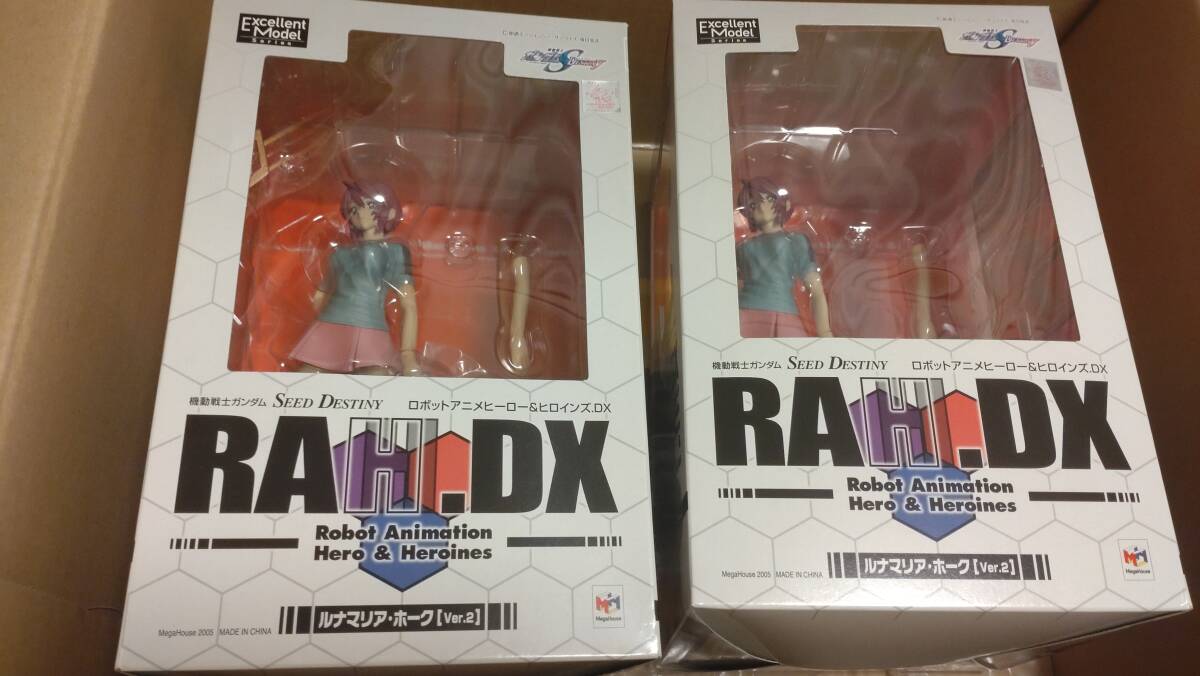 Excellent
Model
Series
機動戦士ガンダム SEED DESTINY ロボットアニメヒーロー&ヒロインズ.DX
RAH.DX
Robot Animation
Hero & Heroines
ルナマリア・ホーク[Ver.2]
MegaHouse 2005 MADE IN CHINA
MegaHouse
Excellent
Model
Series
機動戦士ガンダム SEED DESTINY ロボットアニメヒーロー&ヒロインズ.DX
RAH.DX
Robot Animation
Hero & Heroines
MegaHouse 2005 MADE IN CHINA
ルナマリア・ホーク[Ver.2]
MegaHouse